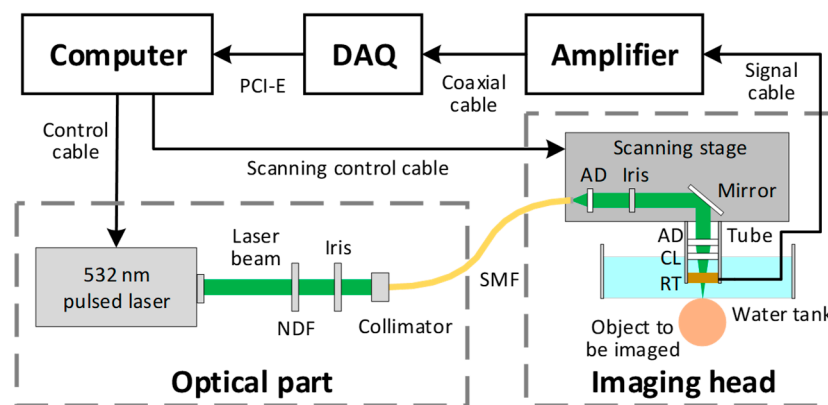 Computer
DAQ
Amplifier
PCI-E
Coaxial
cable
Signal
cable
Control
cable
Scanning control cable
Scanning stage
AD
Iris
Mirror
AD
Tube
CL
RT
Water tank
Object to
be imaged
Imaging head
532 nm
pulsed laser
Laser
beam
Iris
NDF
Collimator
SMF
Optical part